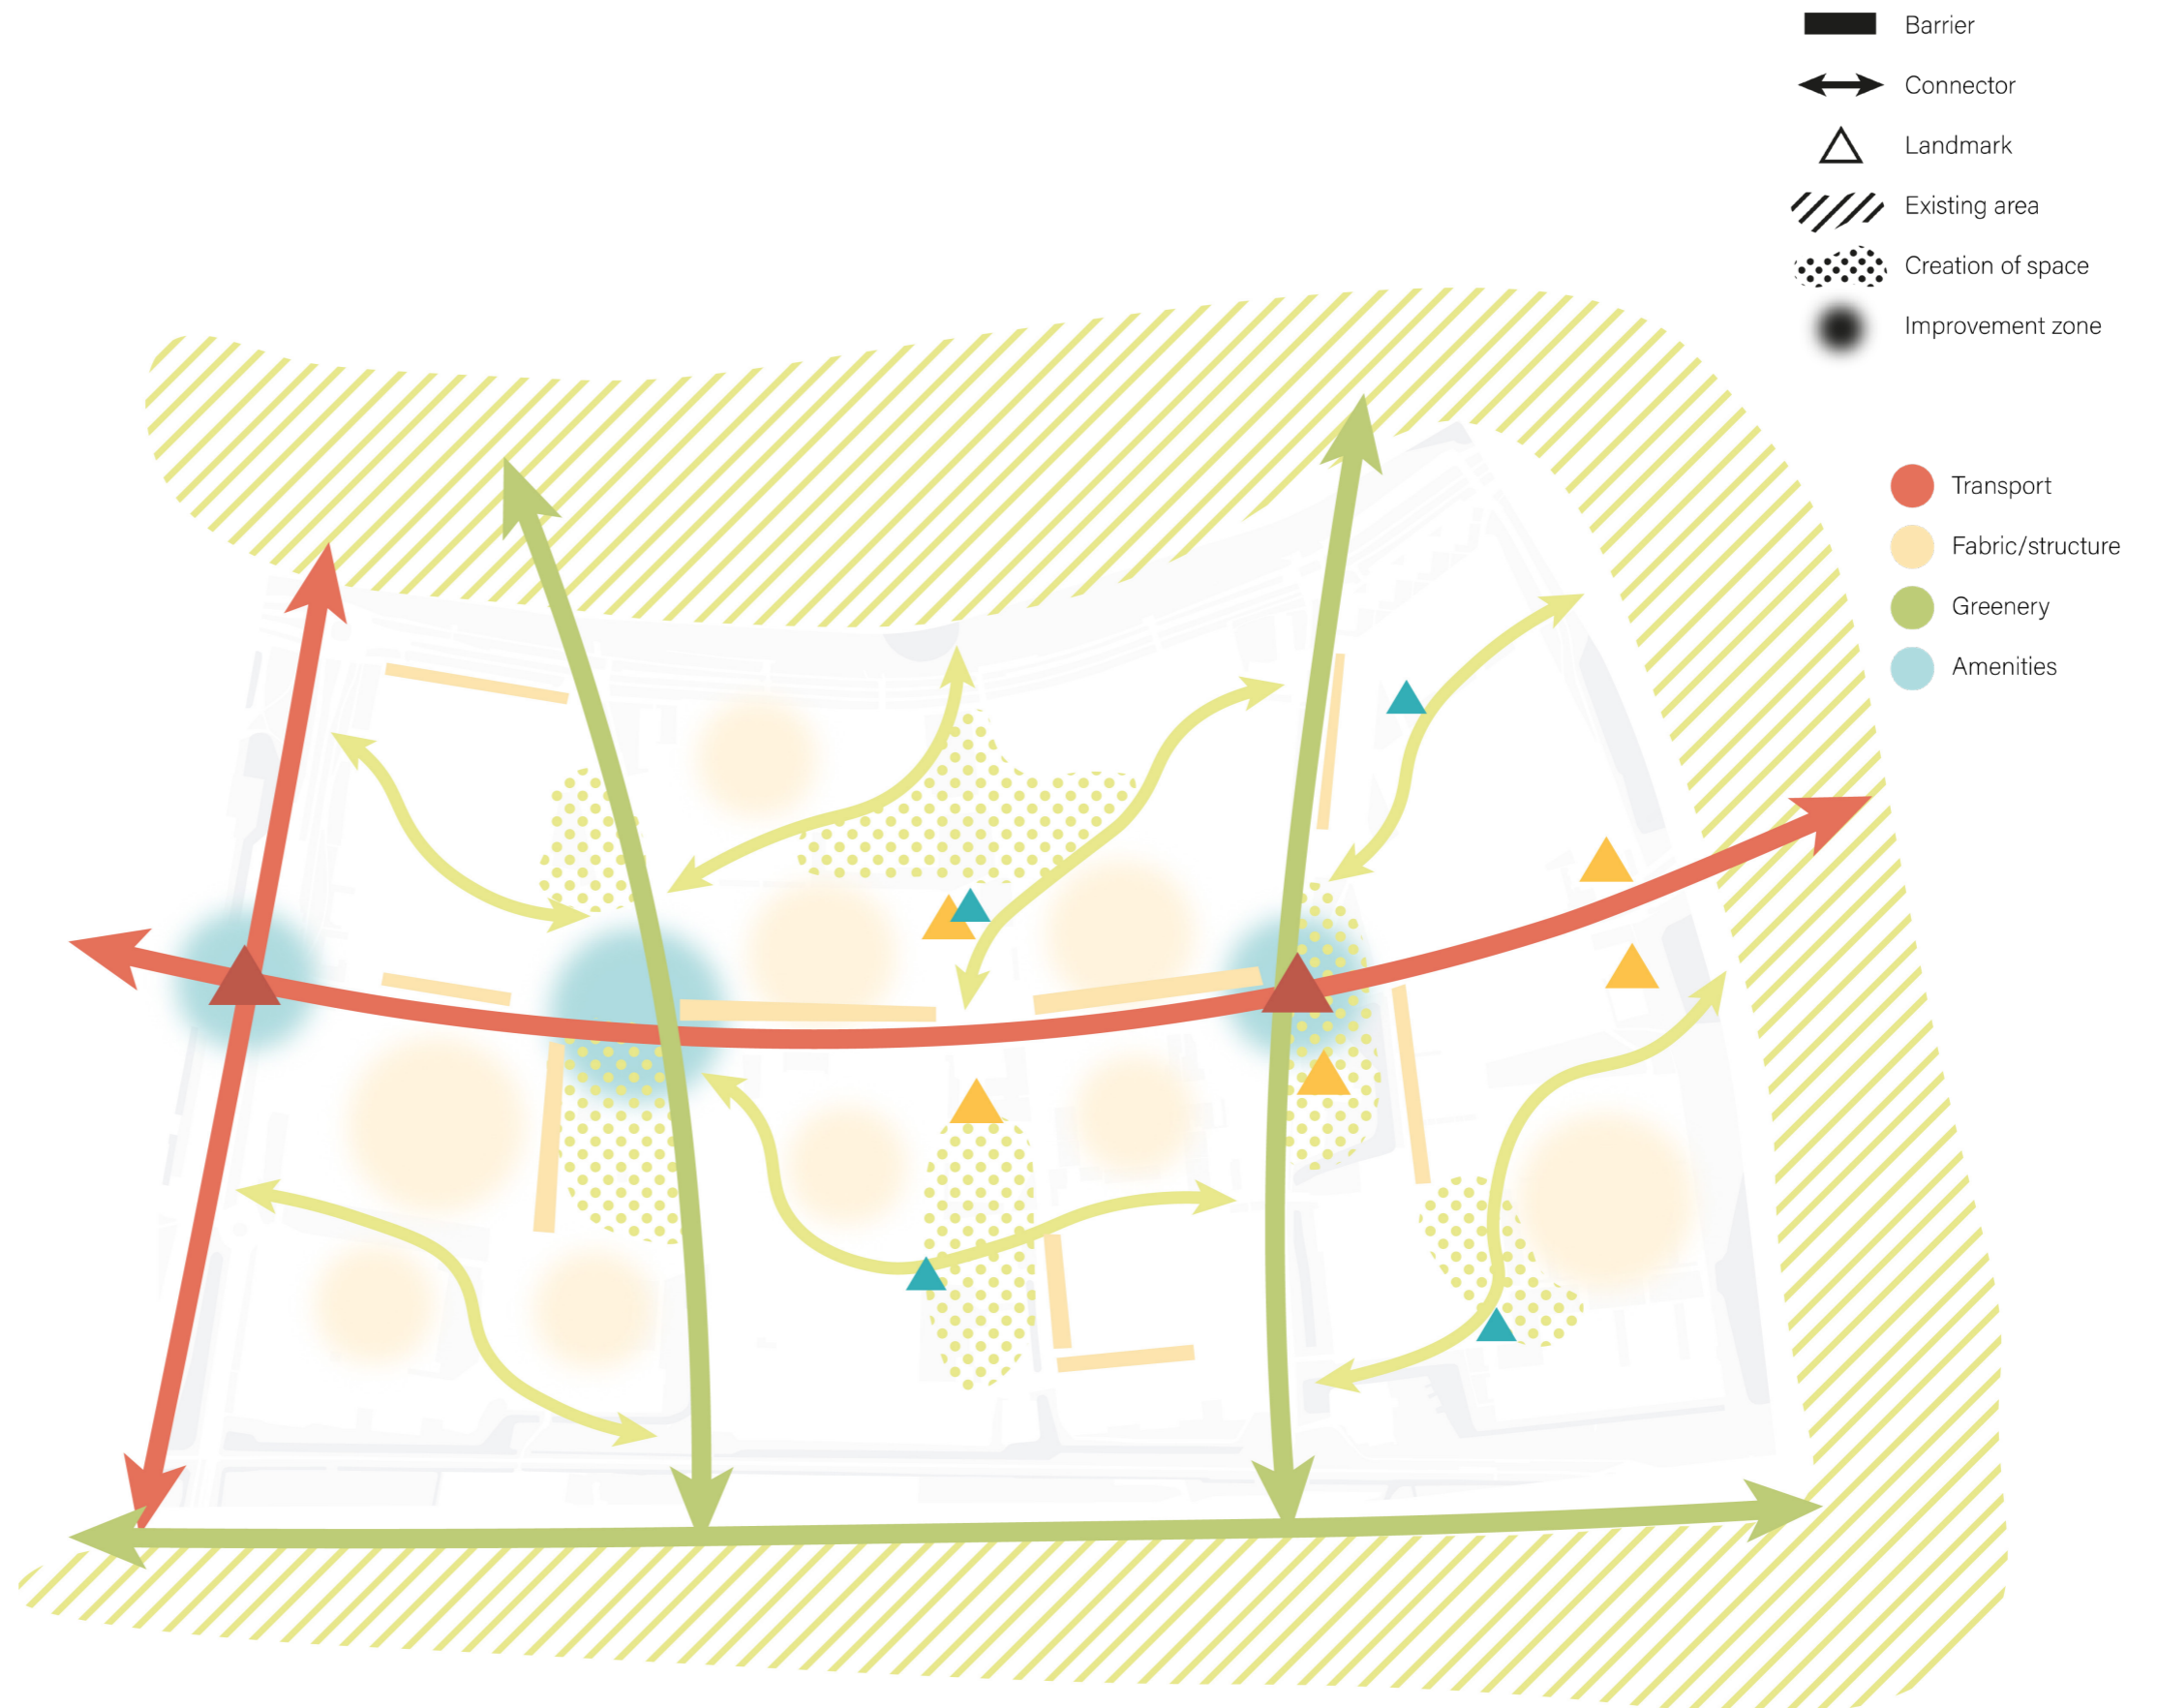 Barrier
Connector
Landmark
Existing area
Creation of space
Improvement zone
Transport
Fabric/structure
Greenery
Amenities